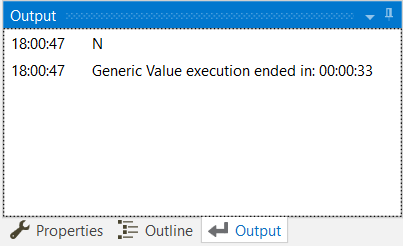 Output
18:00:47 N
18:00:47 Generic Value execution ended in: 00:00:33
Properties Outline Output